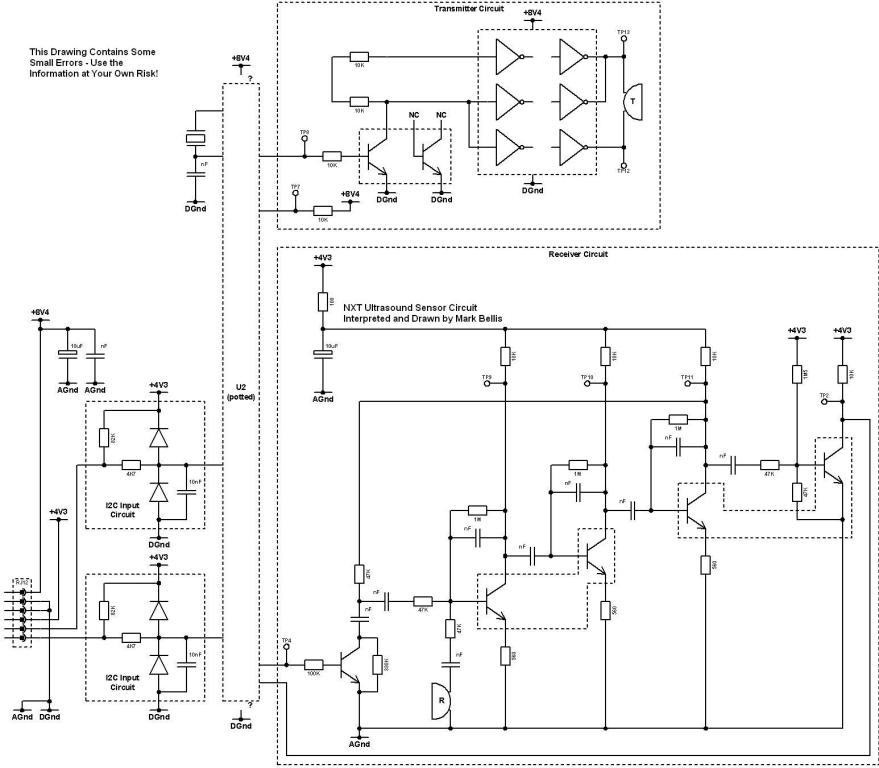 Transmitter Circuit
+8V4
TP13
This Drawing Contains Some
Small Errors - Use the
Information at Your Own Risk!
+8V4
?
10K
T
10K
NC NC
TP8
nF
10K
TP12
DGnd
DGnd DGnd
TP7
+8V4
DGnd
10K
Receiver Circuit
+4V3
100
NXT Ultrasound Sensor Circuit
Interpreted and Drawn by Mark Bellis
+8V4
+4V3 +4V3
10uF nF
10uF
10K 10K 10K
1M5 10K
U2
(potted)
TP9 TP10 TP11
TP2
AGnd AGnd
AGnd
+4V3
82K
1M
nF
4K7
10nF
I2C Input
Circuit
1M
nF
nF
47K
47K
+4V3
nF
DGnd
1M
nF
+4V3
nF
RJ12
82K
47K
560
4K7
10nF
I2C Input
Circuit
nF
nF
47K
560
47K
TP4
nF
560
100K
330K
R
AGnd DGnd
DGnd
?
DGnd
AGnd